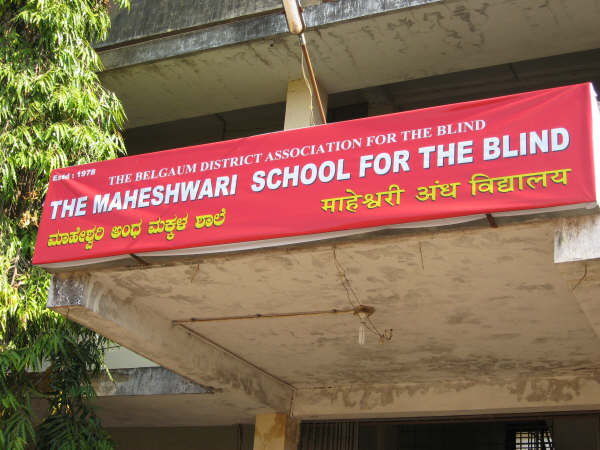 Estd : 1978
THE BELGAUM DISTRICT ASSOCIATION FOR THE BLIND
THE MAHESHWARI SCHOOL FOR THE BLIND
ಮಾಹೇಶ್ವರಿ ಅಂಧ ಮಕ್ಕಳ ಶಾಲೆ माहेश्वरी अंध विद्यालय